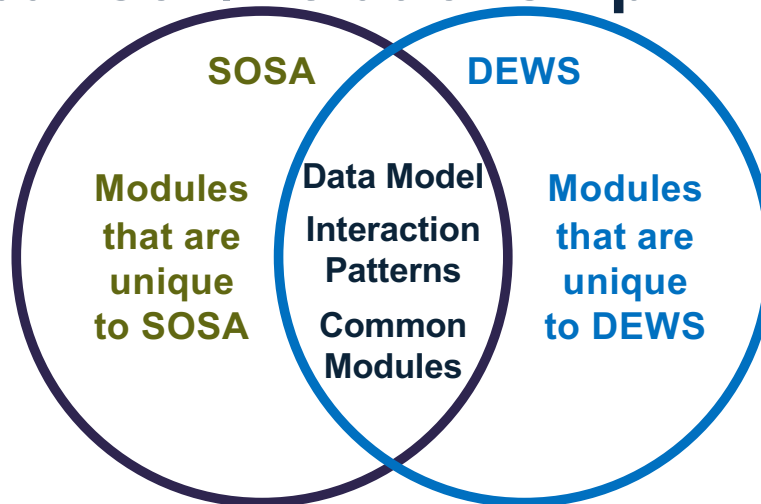 SOSA
DEWS
Modules
that are
unique
to SOSA
Data Model
Interaction
Patterns
Common
Modules
Modules
that are
unique
to DEWS